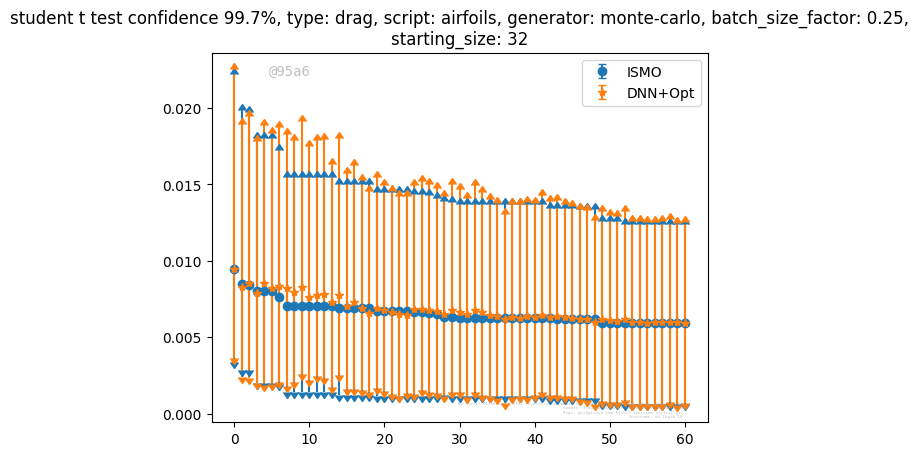 student t test confidence 99.7%, type: drag, script: airfoils, generator: monte-carlo, batch_size_factor: 0.25,
starting_size: 32
@95a6
ISMO
DNN+Opt
0.020
0.015
0.010
0.005
0.000
0 10 20 30 40 50 60